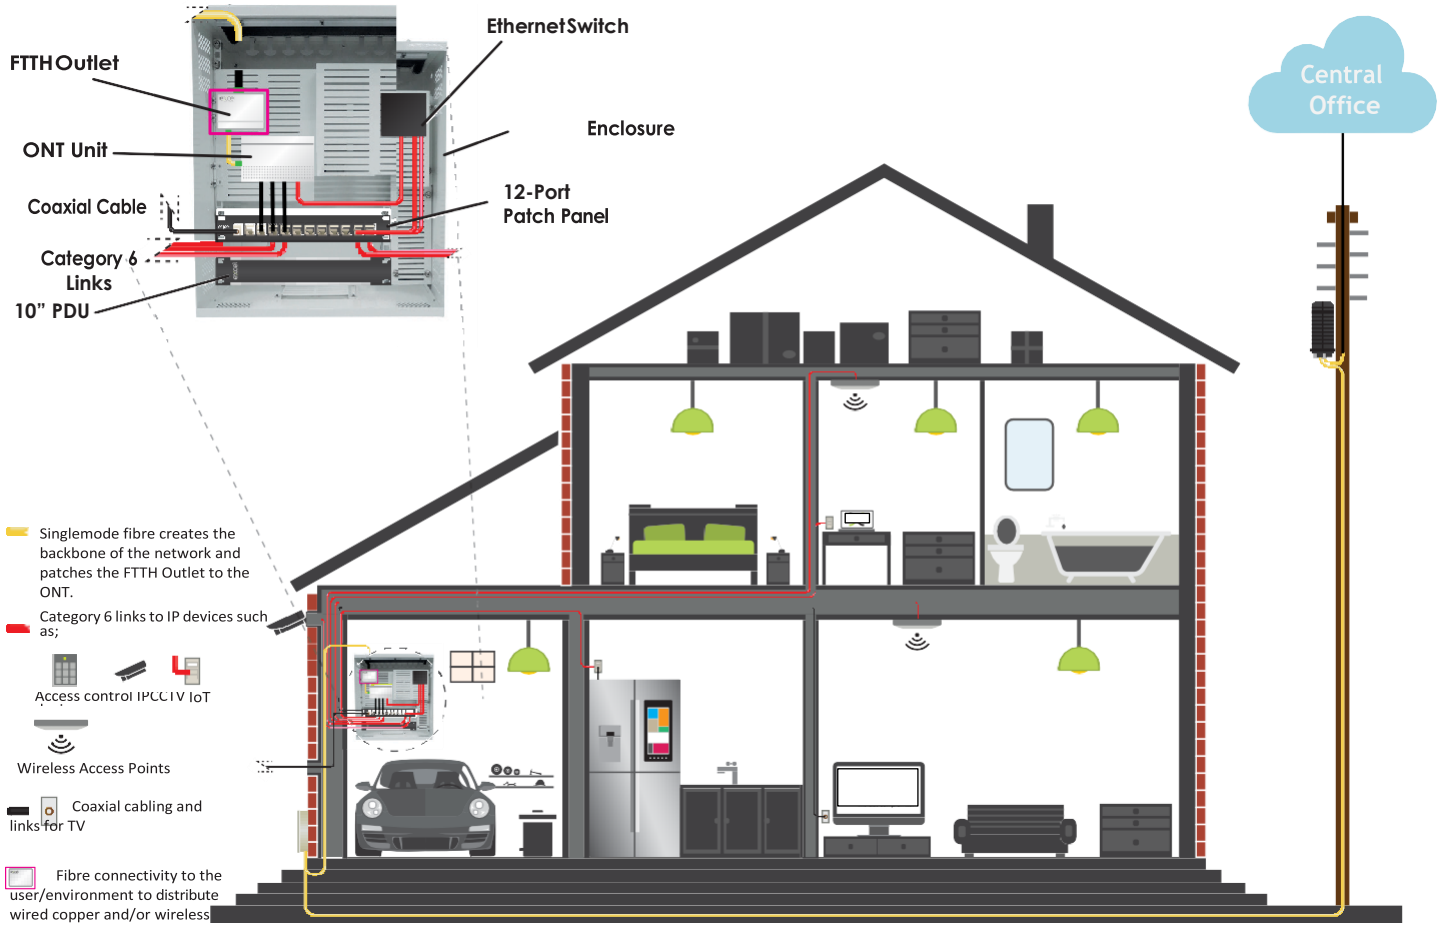 EthernetSwitch
FTTH Outlet
Enclosure
ONT Unit
12-Port
Patch Panel
Coaxial Cable
Category 6
Links
10” PDU
Central
Office
Singlemode fibre creates the
backbone of the network and
patches the FTTH Outlet to the
ONT.
Category 6 links to IP devices such
as;
Access control IPCCTV IoT
Wireless Access Points
Coaxial cabling and
links for TV
Fibre connectivity to the
user/environment to distribute
wired copper and/or wireless